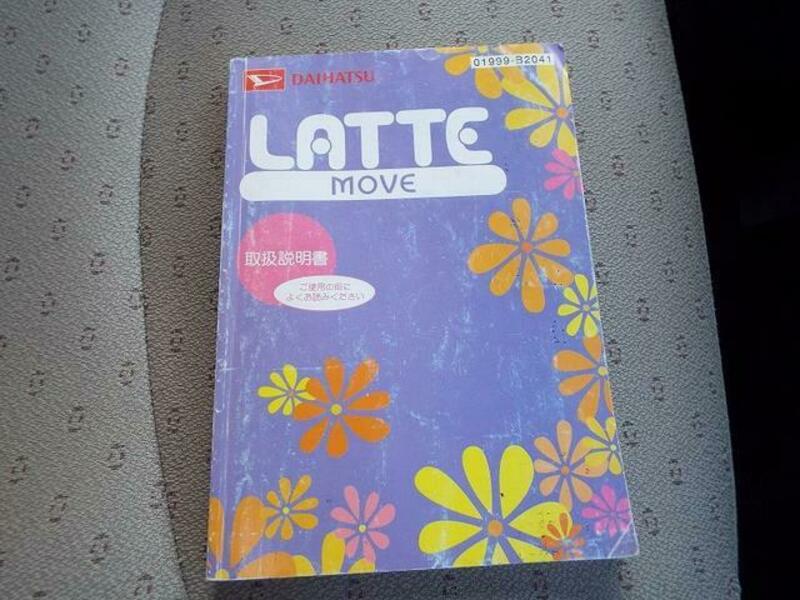 01999-B2041
DAIHATSU
LATTE
MOVE
取扱説明書
ご使用の前に
よくお読みください